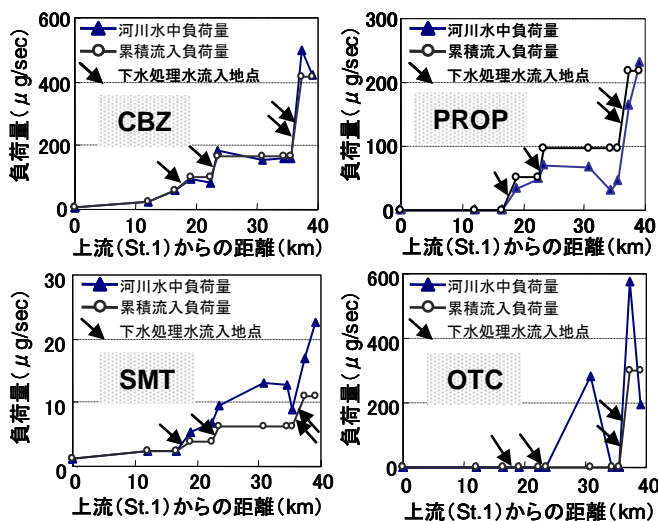 600
400
200
0
負荷量(μg/sec)
河川水中負荷量
累積流入負荷量
下水処理水流入地点
CBZ
0 10 20 30 40
上流(St.1)からの距離(km)
300
200
100
0
負荷量(μg/sec)
河川水中負荷量
累積流入負荷量
下水処理水流入地点
PROP
0 10 20 30 40
上流(St.1)からの距離(km)
30
20
10
0
負荷量(μg/sec)
河川水中負荷量
累積流入負荷量
下水処理水流入地点
SMT
0 10 20 30 40
上流(St.1)からの距離(km)
600
400
200
0
負荷量(μg/sec)
河川水中負荷量
累積流入負荷量
下水処理水流入地点
OTC
0 10 20 30 40
上流(St.1)からの距離(km)